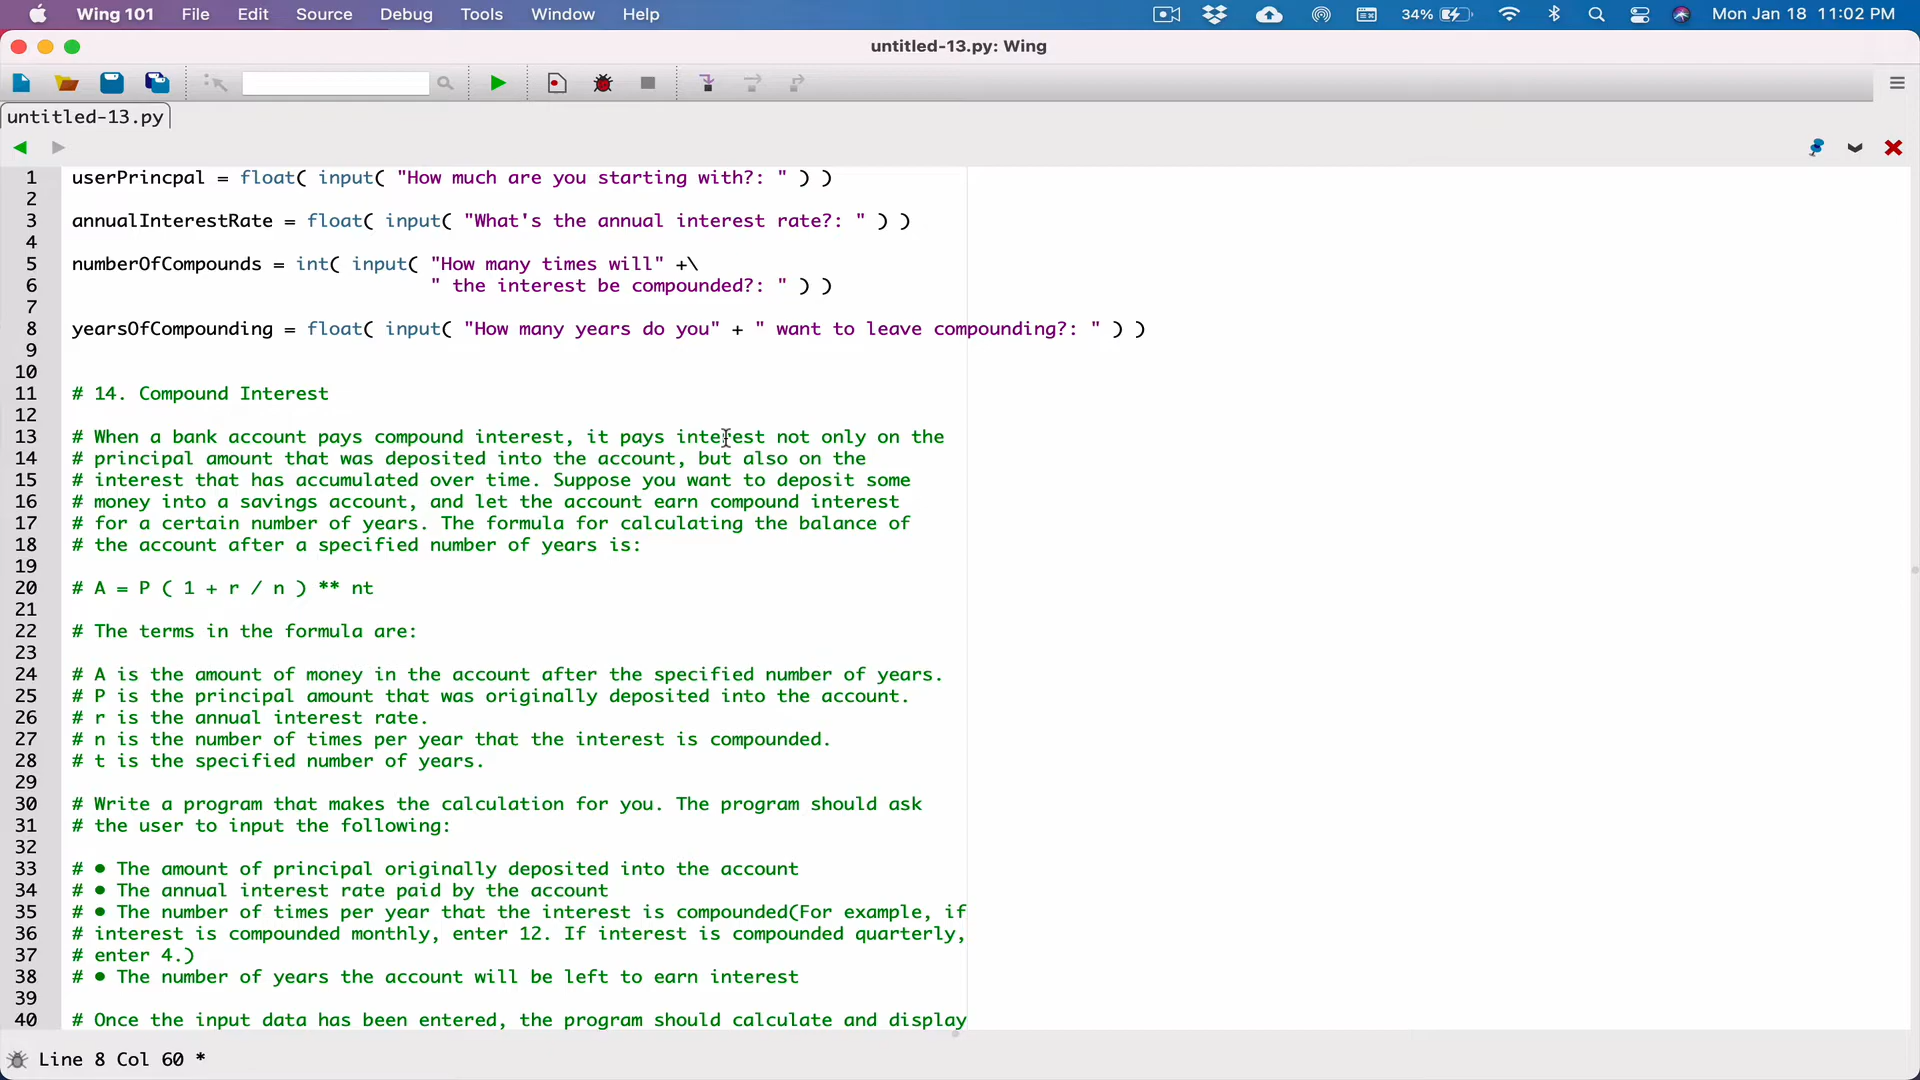 Wing 101 File Edit Source Debug Tools Window Help 34% Mon Jan 18 11:02 PM
untitled-13.py: Wing
untitled-13.py
1 userPrincpal = float( input( "How much are you starting with?: " ) )
2
3 annualInterestRate = float( input( "What's the annual interest rate?: " ) )
4
5 numberOfCompounds = int( input( "How many times will" +\
6 " the interest be compounded?: " ) )
7
8 yearsOfCompounding = float( input( "How many years do you" + " want to leave compounding?: " ) )
9
10
11 # 14. Compound Interest
12
13 # When a bank account pays compound interest, it pays interest not only on the
14 # principal amount that was deposited into the account, but also on the
15 # interest that has accumulated over time. Suppose you want to deposit some
16 # money into a savings account, and let the account earn compound interest
17 # for a certain number of years. The formula for calculating the balance of
18 # the account after a specified number of years is:
19
20 # A = P ( 1 + r / n ) ** nt
21
22 # The terms in the formula are:
23
24 # A is the amount of money in the account after the specified number of years.
25 # P is the principal amount that was originally deposited into the account.
26 # r is the annual interest rate.
27 # n is the number of times per year that the interest is compounded.
28 # t is the specified number of years.
29
30 # Write a program that makes the calculation for you. The program should ask
31 # the user to input the following:
32
33 # ● The amount of principal originally deposited into the account
34 # ● The annual interest rate paid by the account
35 # ● The number of times per year that the interest is compounded(For example, if
36 # interest is compounded monthly, enter 12. If interest is compounded quarterly,
37 # enter 4.)
38 # ● The number of years the account will be left to earn interest
39
40 # Once the input data has been entered, the program should calculate and display
Line 8 Col 60 *